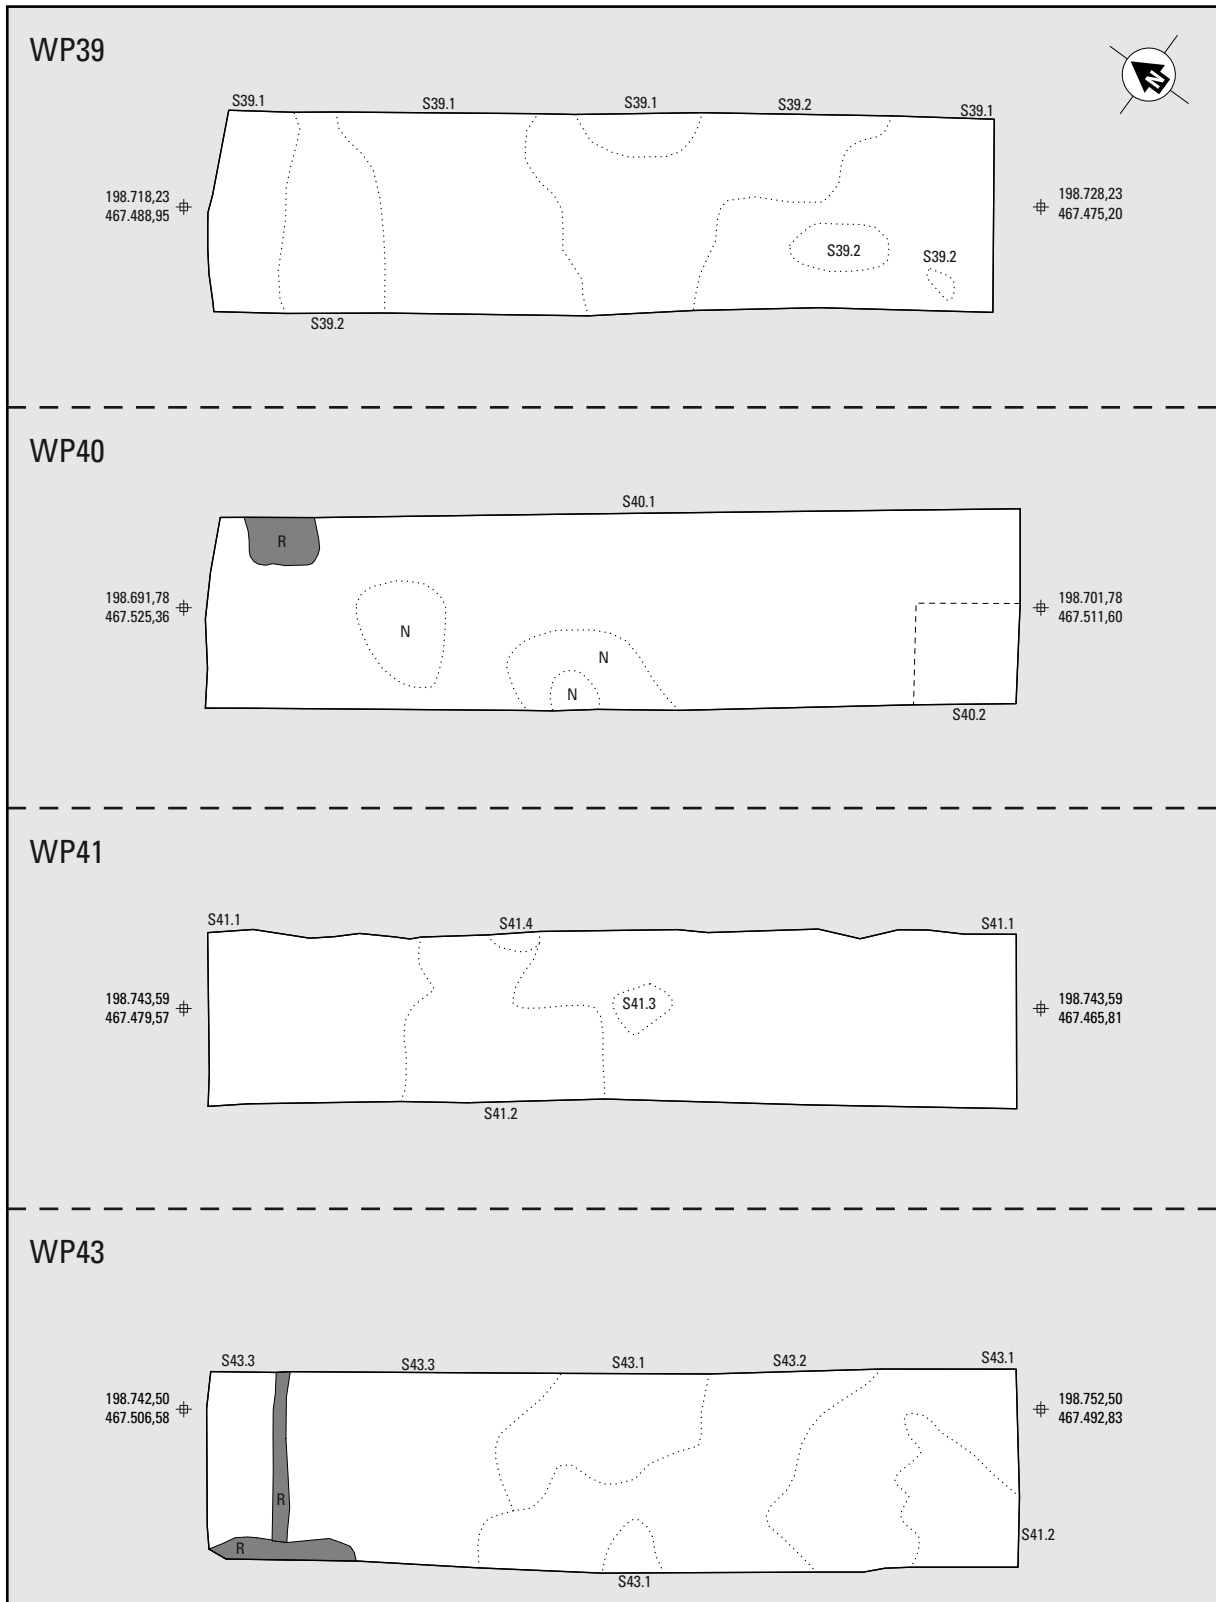 WP39
N
S39.1
S39.1
S39.1
S39.2
S39.1
198.718,23
467.488,95
198.728,23
467.475,20
S39.2
S39.2
S39.2
WP40
S40.1
R
198.691,78
467.525,36
198.701,78
467.511,60
N
N
N
S40.2
WP41
S41.1
S41.4
S41.1
198.743,59
467.479,57
S41.3
198.743,59
467.465,81
S41.2
WP43
S43.3
S43.3
S43.1
S43.2
S43.1
198.742,50
467.506,58
198.752,50
467.492,83
R
R
S41.2
S43.1